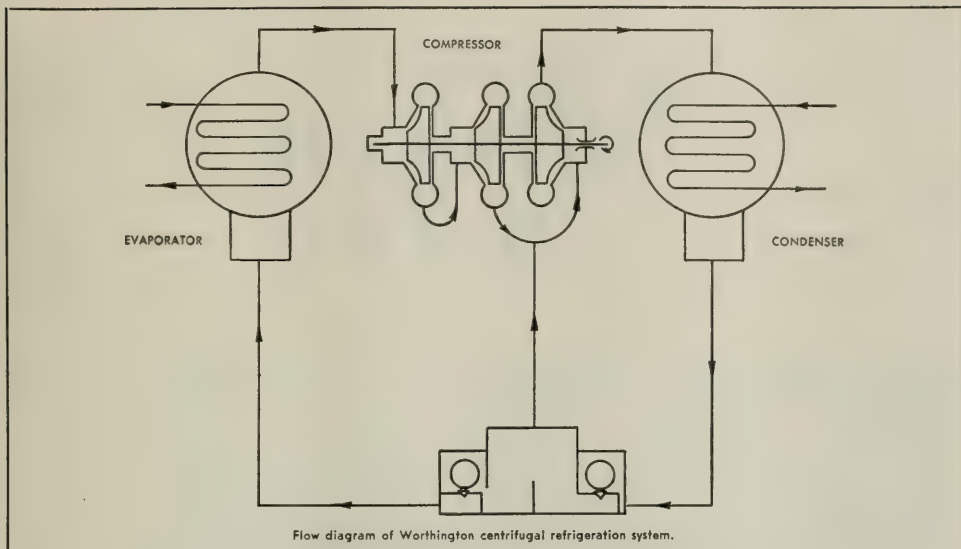 COMPRESSOR
EVAPORATOR
CONDENSER
Flow diagram of Worthington centrifugal refrigeration system.